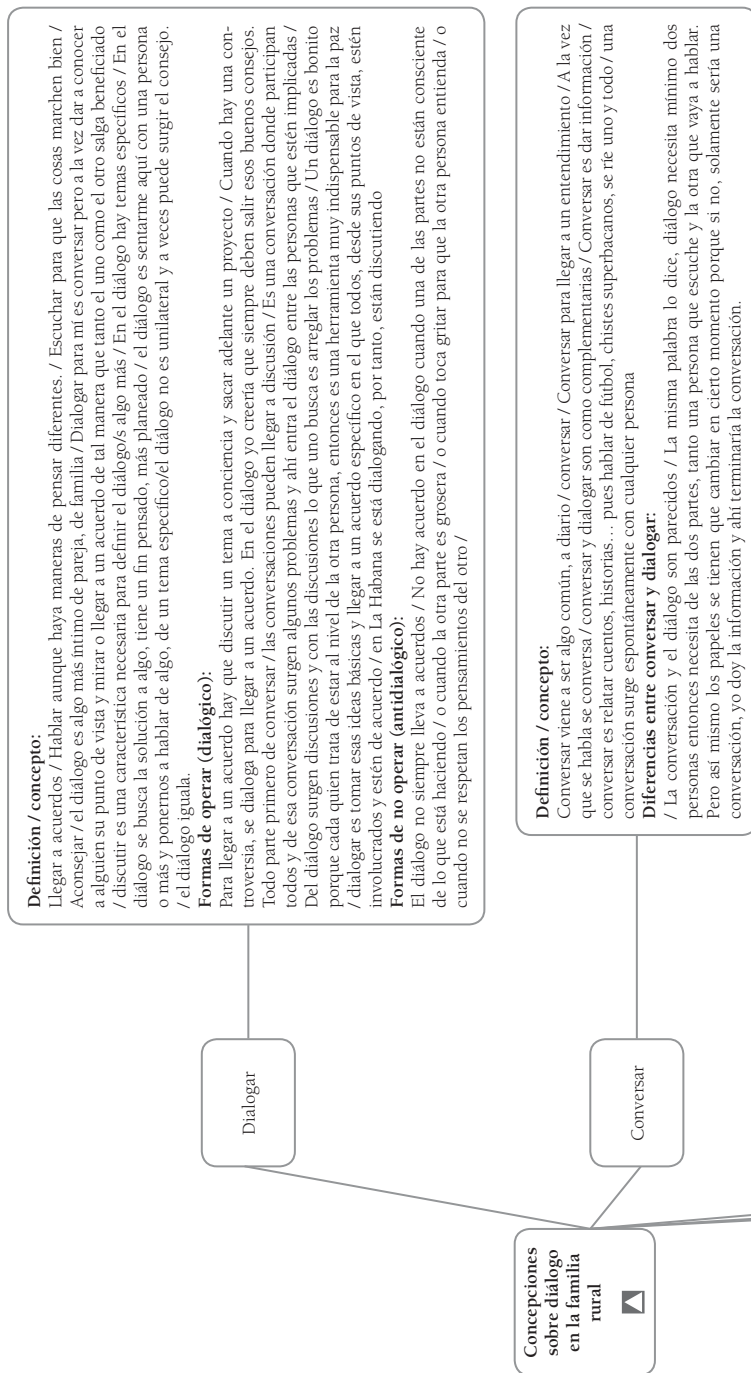 Concepciones
sobre diálogo
en la familia
rural
Dialogar
Definición / concepto:
Llegar a acuerdos / Hablar aunque haya maneras de pensar diferentes. / Escuchar para que las cosas marchen bien /
Aconsejar / el diálogo es algo más íntimo de pareja, de familia / Dialogar para mí es conversar pero a la vez dar a conocer
a alguien su punto de vista y mirar o llegar a un acuerdo de tal manera que tanto el uno como el otro salga beneficiado
/ discutir es una característica necesaria para definir el diálogo/s algo más / En el diálogo hay temas específicos / En el
diálogo se busca la solución a algo, tiene un fin pensado, más planeado / el diálogo es sentarme aquí con una persona
o más y ponernos a hablar de algo, de un tema específico/el diálogo no es unilateral y a veces puede surgir el consejo.
/ el diálogo iguala.
Formas de operar (dialógico):
Para llegar a un acuerdo hay que discutir un tema a conciencia y sacar adelante un proyecto / Cuando hay una con-
troversia, se dialoga para llegar a un acuerdo. En el diálogo yo creería que siempre deben salir esos buenos consejos.
Todo parte primero de conversar / las conversaciones pueden llegar a discusión / Es una conversación donde participan
todos y de esa conversación surgen algunos problemas y ahí entra el diálogo entre las personas que estén implicadas /
Del diálogo surgen discusiones y con las discusiones lo que uno busca es arreglar los problemas / Un diálogo es bonito
porque cada quien trata de estar al nivel de la otra persona, entonces es una herramienta muy indispensable para la paz
/ dialogar es tomar esas ideas básicas y llegar a un acuerdo específico en el que todos, desde sus puntos de vista, estén
involucrados y estén de acuerdo / en La Habana se está dialogando, por tanto, están discutiendo
Formas de no operar (antidialógico):
El diálogo no siempre lleva a acuerdos / No hay acuerdo en el diálogo cuando una de las partes no están consciente
de lo que está haciendo / o cuando la otra parte es grosera / o cuando toca gritar para que la otra persona entienda / o
cuando no se respetan los pensamientos del otro /
Conversar
Definición / concepto:
Conversar viene a ser algo común, a diario / conversar / Conversar para llegar a un entendimiento / A la vez
que se habla se conversa / conversar y dialogar son como complementarias / Conversar es dar información /
conversar es relatar cuentos, historias… pues hablar de fútbol, chistes superbacanos, se ríe uno y todo / una
conversación surge espontáneamente con cualquier persona
Diferencias entre conversar y dialogar:
/ La conversación y el diálogo son parecidos / La misma palabra lo dice, diálogo necesita mínimo dos
personas entonces necesita de las dos partes, tanto una persona que escuche y la otra que vaya a hablar.
Pero así mismo los papeles se tienen que cambiar en cierto momento porque si no, solamente sería una
conversación, yo doy la información y ahí terminaría la conversación.